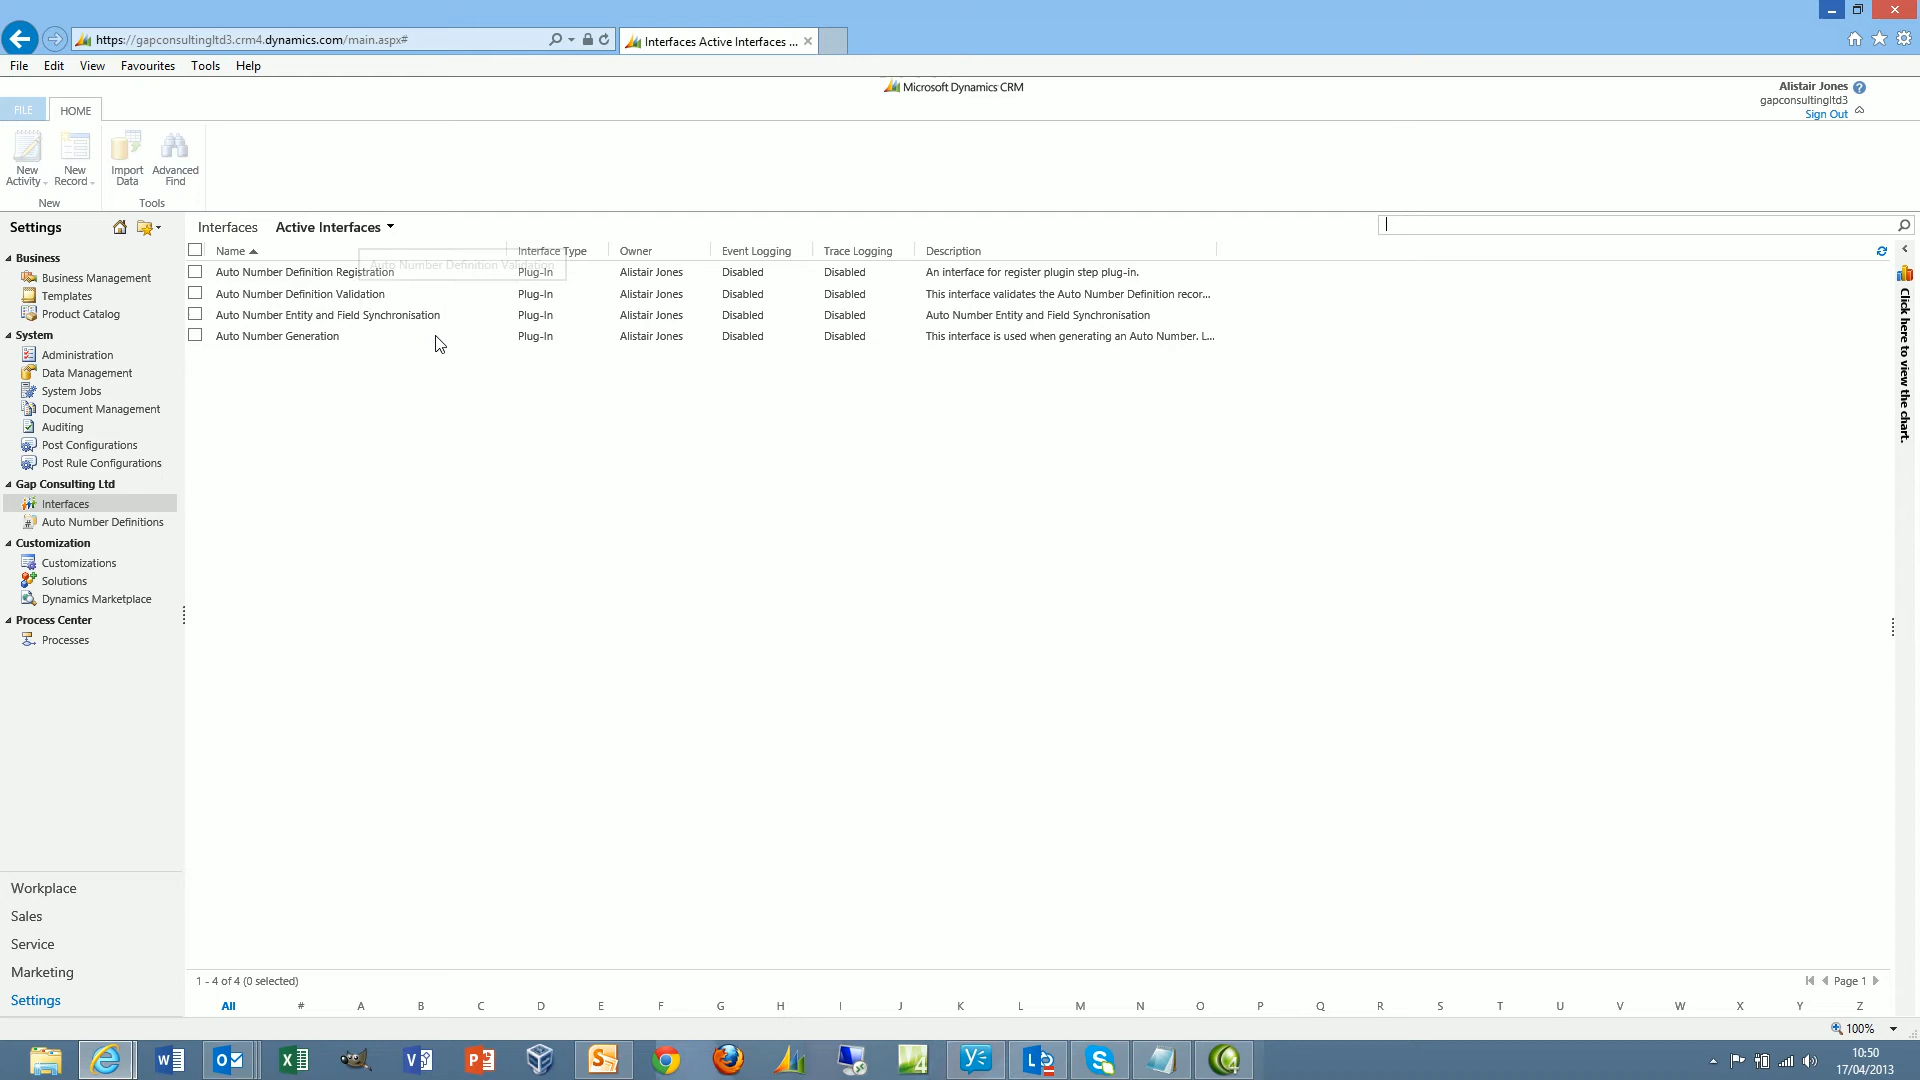 https://gapconsultingltd3.crm4.dynamics.com/main.aspx#
Interfaces Active Interfaces ...
File Edit View Favourites Tools Help
Microsoft Dynamics CRM
Alistair Jones
gapconsultingltd3
Sign Out
FILE HOME
New Activity
New Record
Import Data
Advanced Find
New Tools
Settings
Business
Business Management
Templates
Product Catalog
System
Administration
Data Management
System Jobs
Document Management
Auditing
Post Configurations
Post Rule Configurations
Gap Consulting Ltd
Interfaces
Auto Number Definitions
Customization
Customizations
Solutions
Dynamics Marketplace
Process Center
Processes
Workplace
Sales
Service
Marketing
Settings
Interfaces Active Interfaces
Name Interface Type Owner Event Logging Trace Logging Description
Auto Number Definition Validation
Auto Number Definition Registration Plug-In Alistair Jones Disabled Disabled An interface for register plugin step plug-in.
Auto Number Definition Validation Plug-In Alistair Jones Disabled Disabled This interface validates the Auto Number Definition recor...
Auto Number Entity and Field Synchronisation Plug-In Alistair Jones Disabled Disabled Auto Number Entity and Field Synchronisation
Auto Number Generation Plug-In Alistair Jones Disabled Disabled This interface is used when generating an Auto Number. L...
Click here to view the chart.
1 - 4 of 4 (0 selected) Page 1
All # A B C D E F G H I J K L M N O P Q R S T U V W X Y Z
100%
10:50
17/04/2013